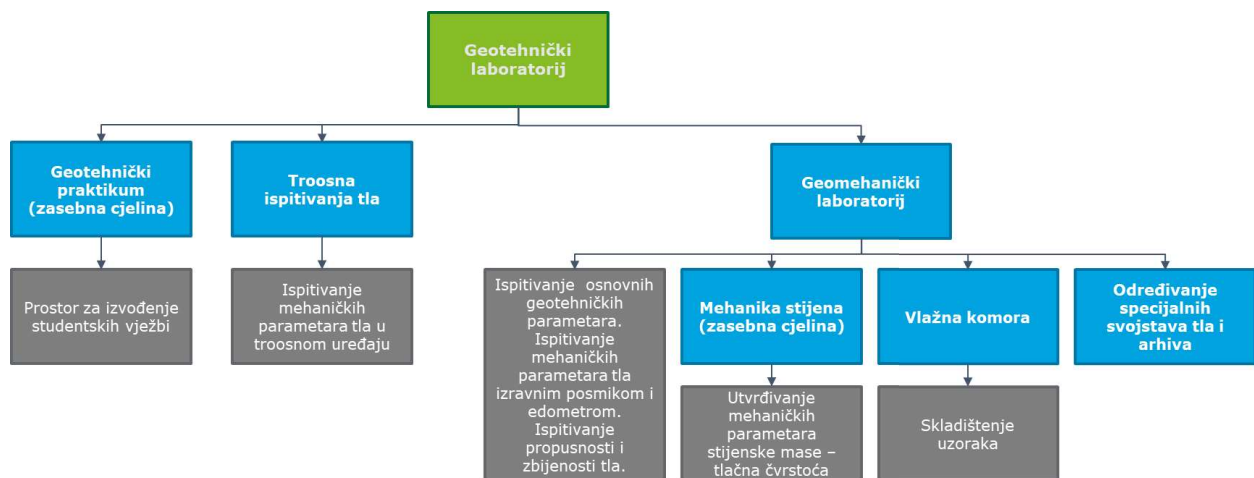 Geotehnički
laboratorij
Geotehnički
praktikum
(zasebna cjelina)
Troosna
ispitivanja tla
Geomehanički
laboratorij
Prostor za izvođenje
studentskih vježbi
Ispitivanje
mehaničkih
parametara tla u
troosnom uređaju
Ispitivanje osnovnih
geotehničkih
parametara.
Ispitivanje
mehaničkih
parametara tla
izravnim posmikom i
edometrom.
Ispitivanje
propusnosti i
zbijenosti tla.
Mehanika stijena
(zasebna cjelina)
Vlažna komora
Određivanje
specijalnih
svojstava tla i
arhiva
Utvrđivanje
mehaničkih
parametara
stijenske mase –
tlačna čvrstoća
Skladištenje
uzoraka